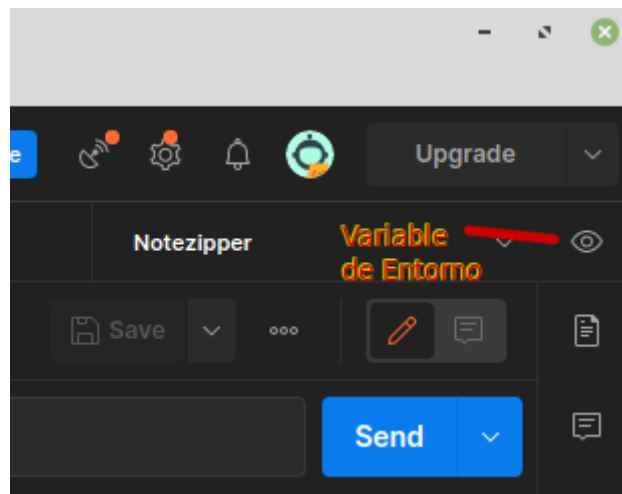 e
Upgrade
Notezipper
Variable
de Entorno
Save
Send